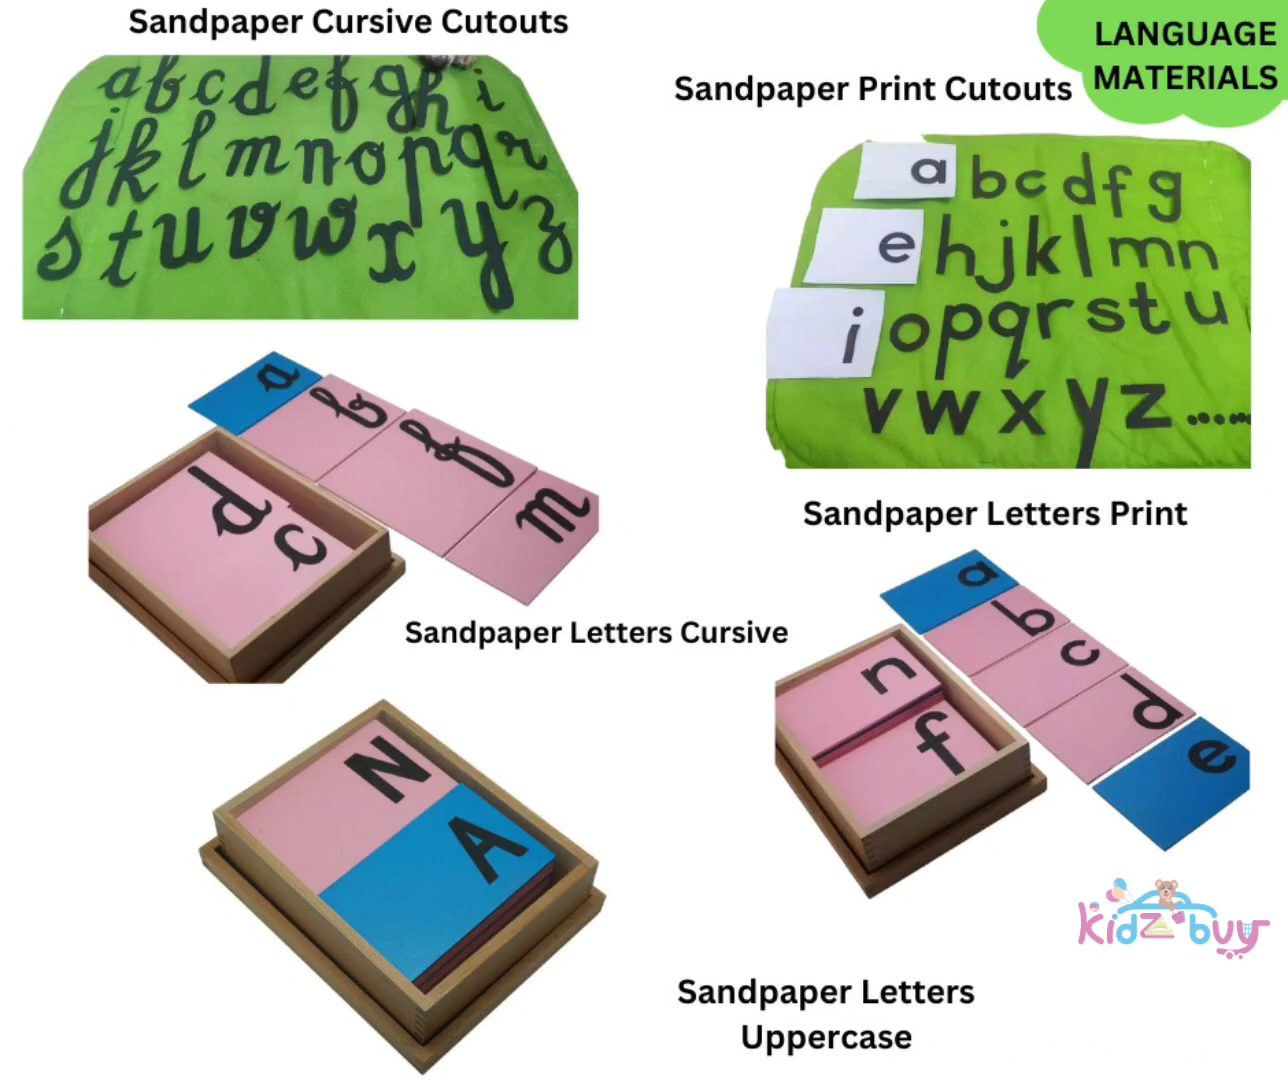 Sandpaper Cursive Cutouts
LANGUAGE
MATERIALS
Sandpaper Print Cutouts
a b c d e f g h i
j k l m n o p q r
s t u v w x y z
a b c d f g
e h j k l m n
i o p q r s t u
v w x y z .....
a
b
f
m
d
c
Sandpaper Letters Cursive
Sandpaper Letters Print
a
b
c
d
e
n
f
N
A
Kidz buy
Sandpaper Letters
Uppercase